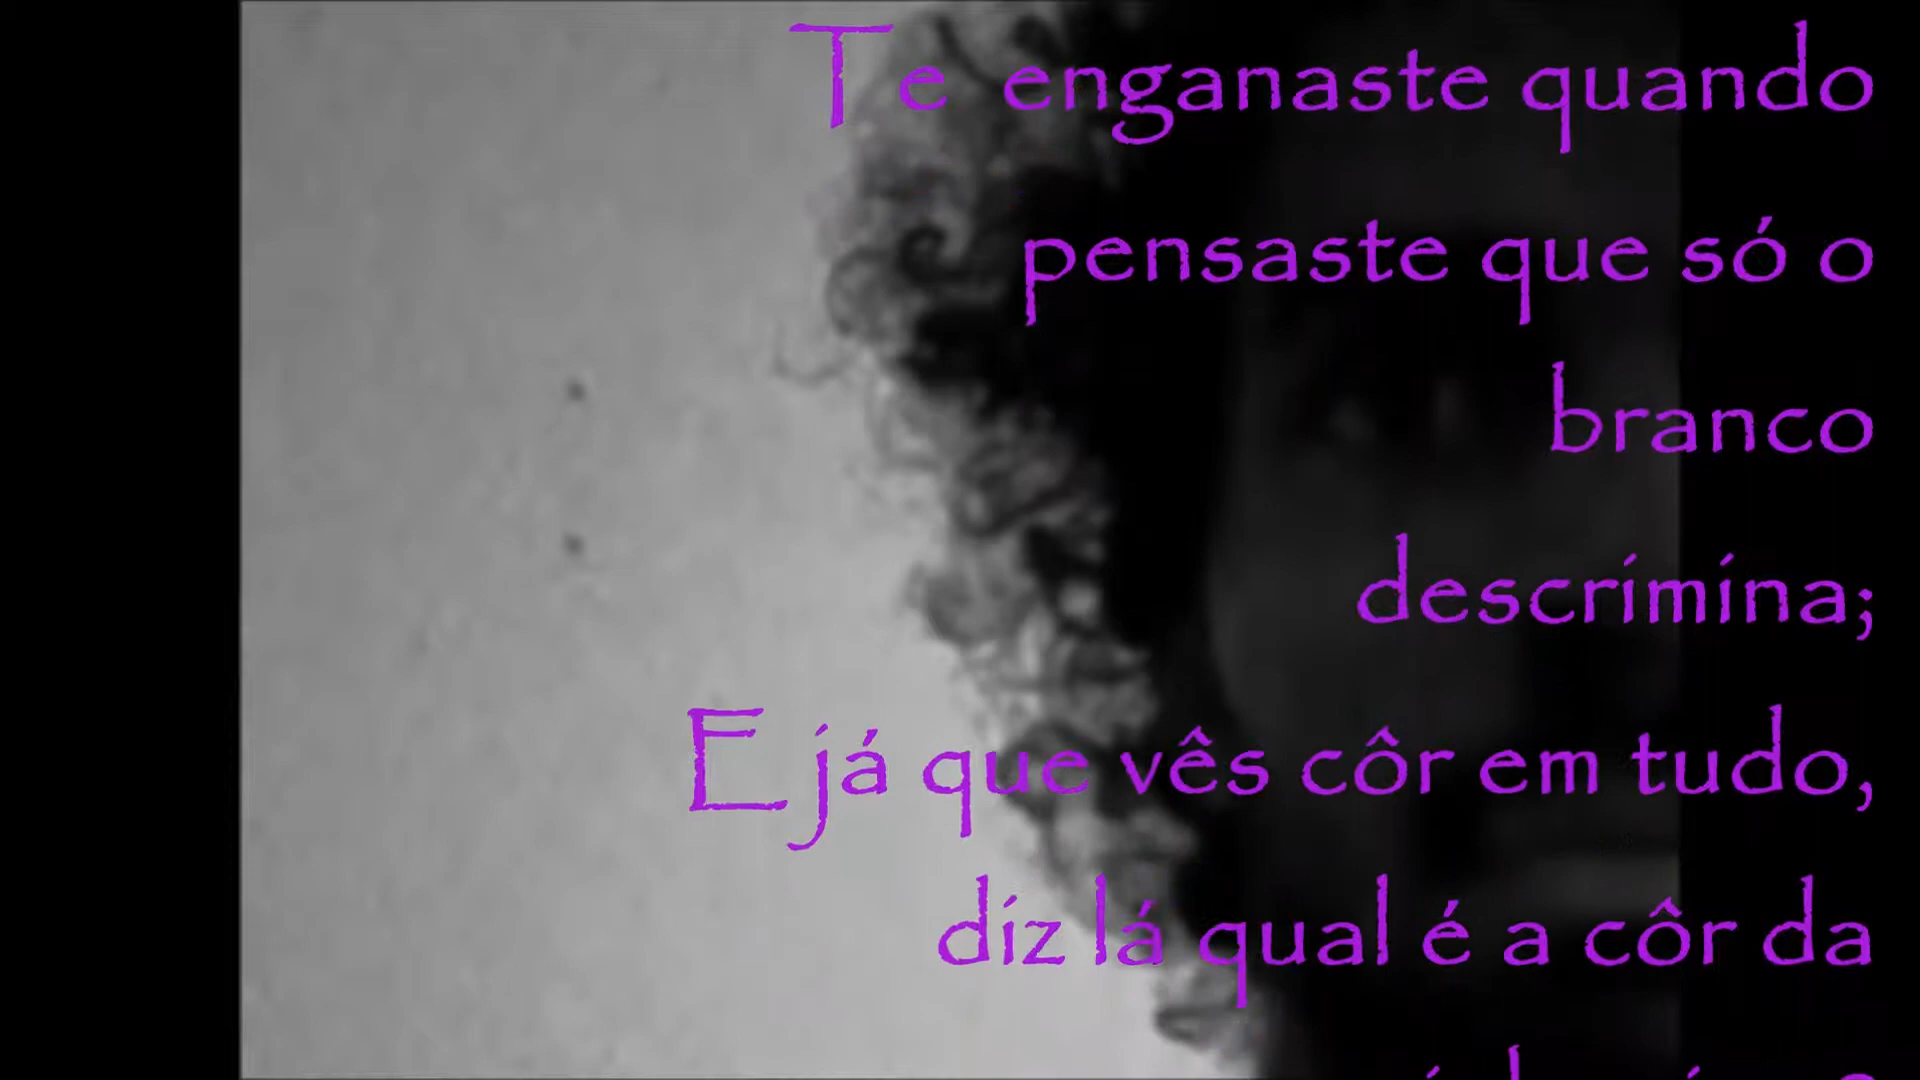 Te enganaste quando
pensaste que só o
branco
descrimina;
E já que vês côr em tudo,
diz lá qual é a côr da